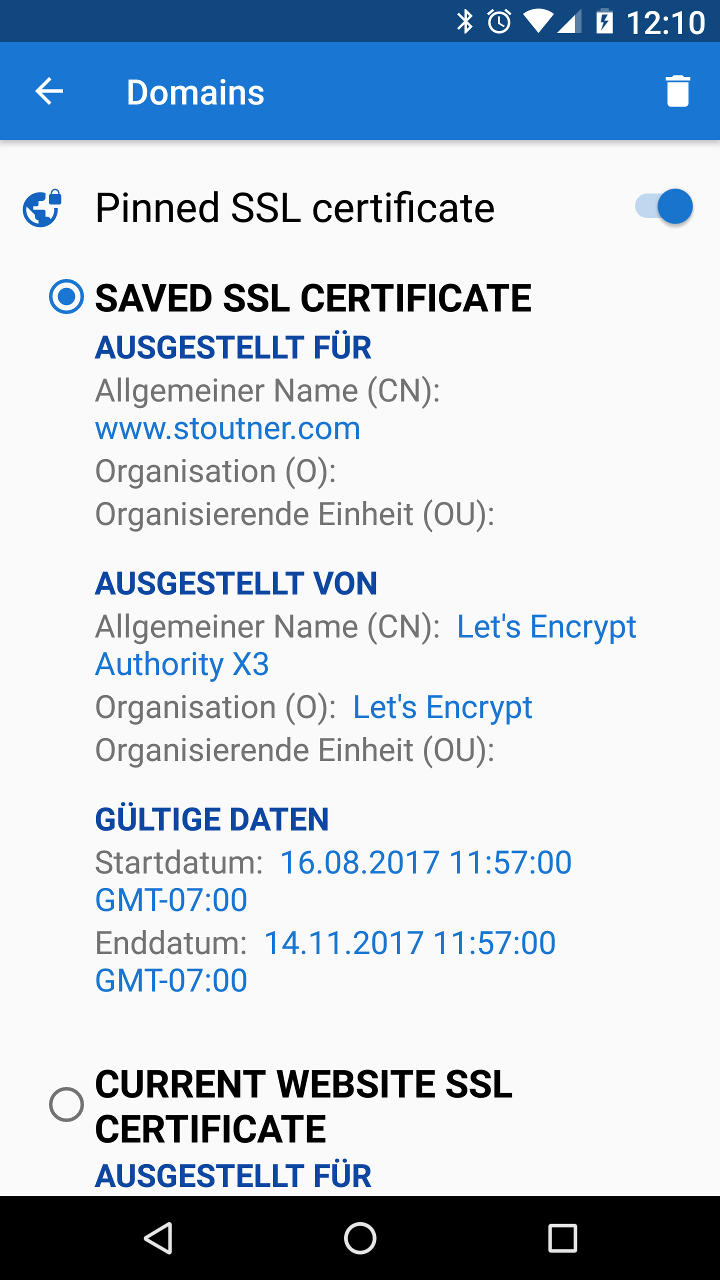 12:10
Domains
Pinned SSL certificate
SAVED SSL CERTIFICATE
AUSGESTELLT FÜR
Allgemeiner Name (CN):
www.stoutner.com
Organisation (O):
Organisierende Einheit (OU):
AUSGESTELLT VON
Allgemeiner Name (CN): Let's Encrypt
Authority X3
Organisation (O): Let's Encrypt
Organisierende Einheit (OU):
GÜLTIGE DATEN
Startdatum: 16.08.2017 11:57:00
GMT-07:00
Enddatum: 14.11.2017 11:57:00
GMT-07:00
CURRENT WEBSITE SSL
CERTIFICATE
AUSGESTELLT FÜR